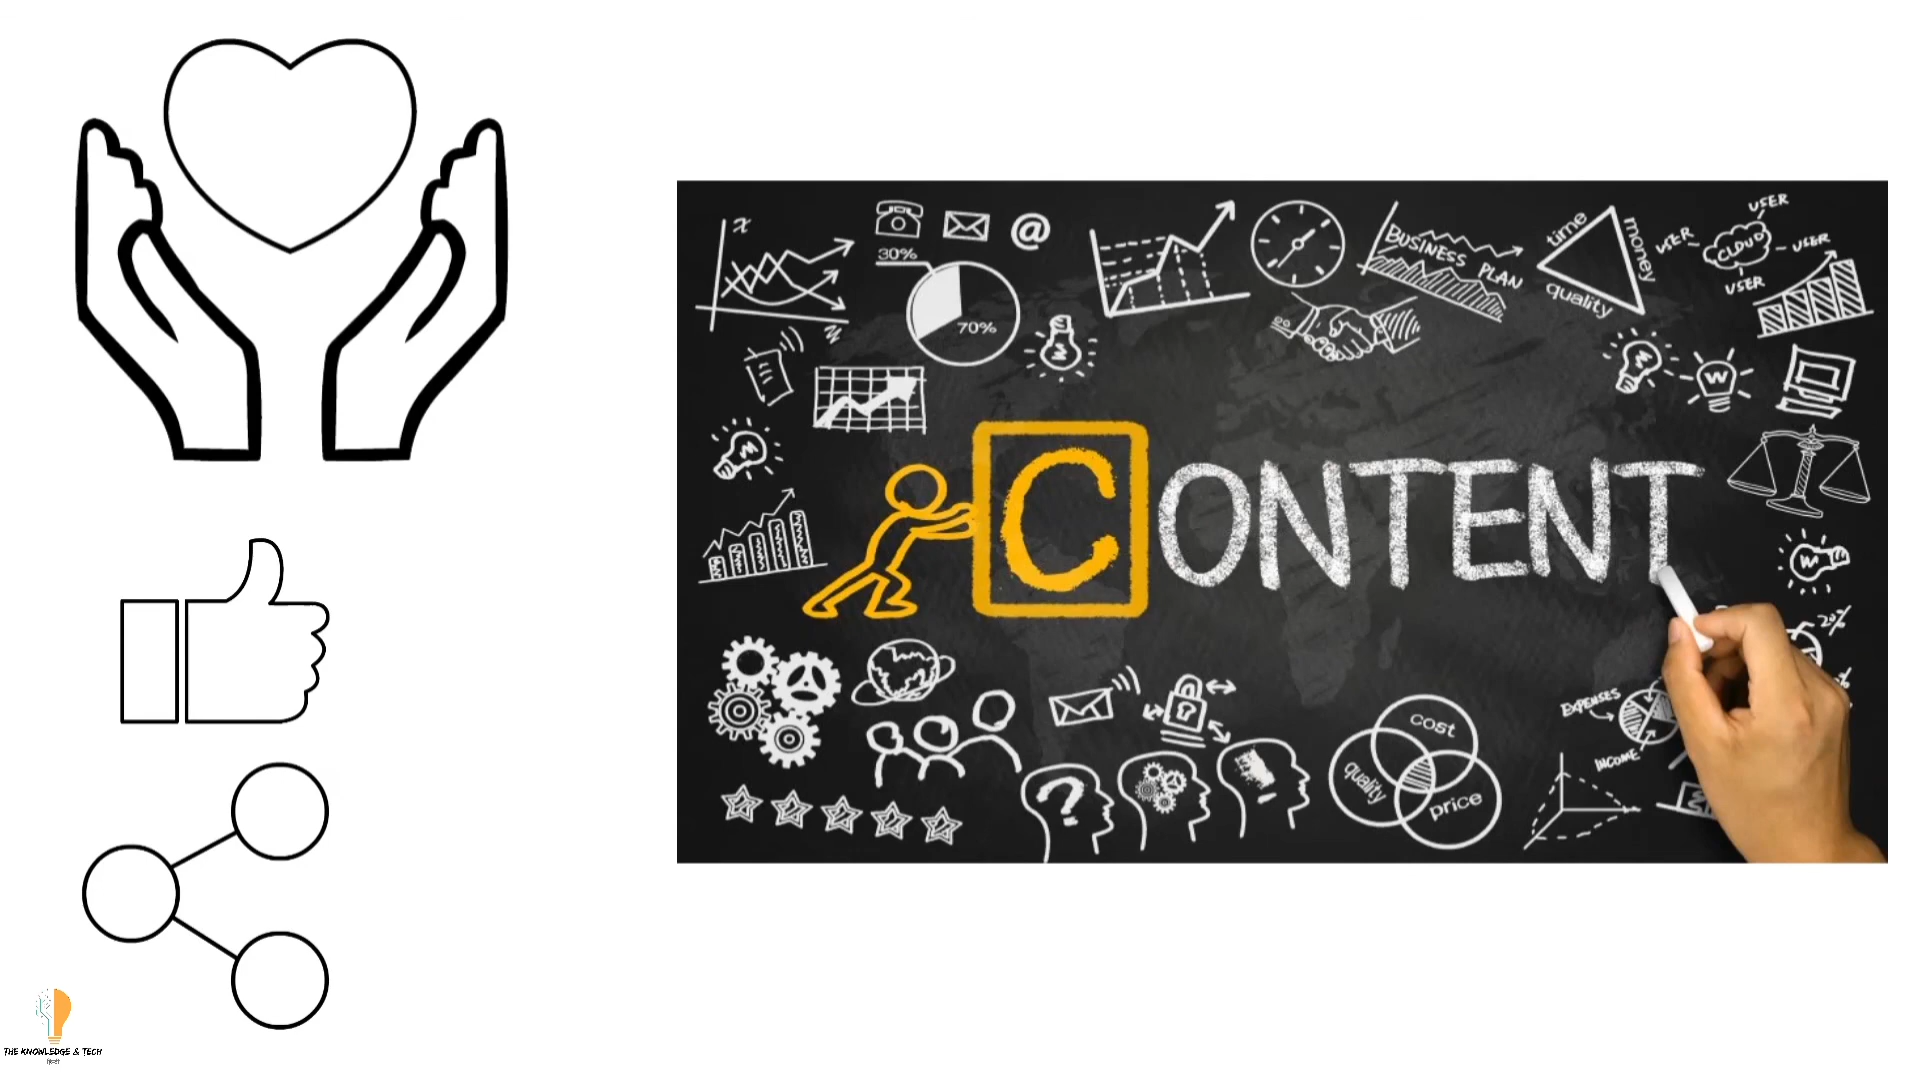 x
@
30%
70%
BUSINESS PLAN
time
money
quality
USER
USER
CLOUD
USER
USER
W
CONTENT
20%
%
EXPENSES
INCOME
?
cost
quality
price
THE KNOWLEDGE & TECH